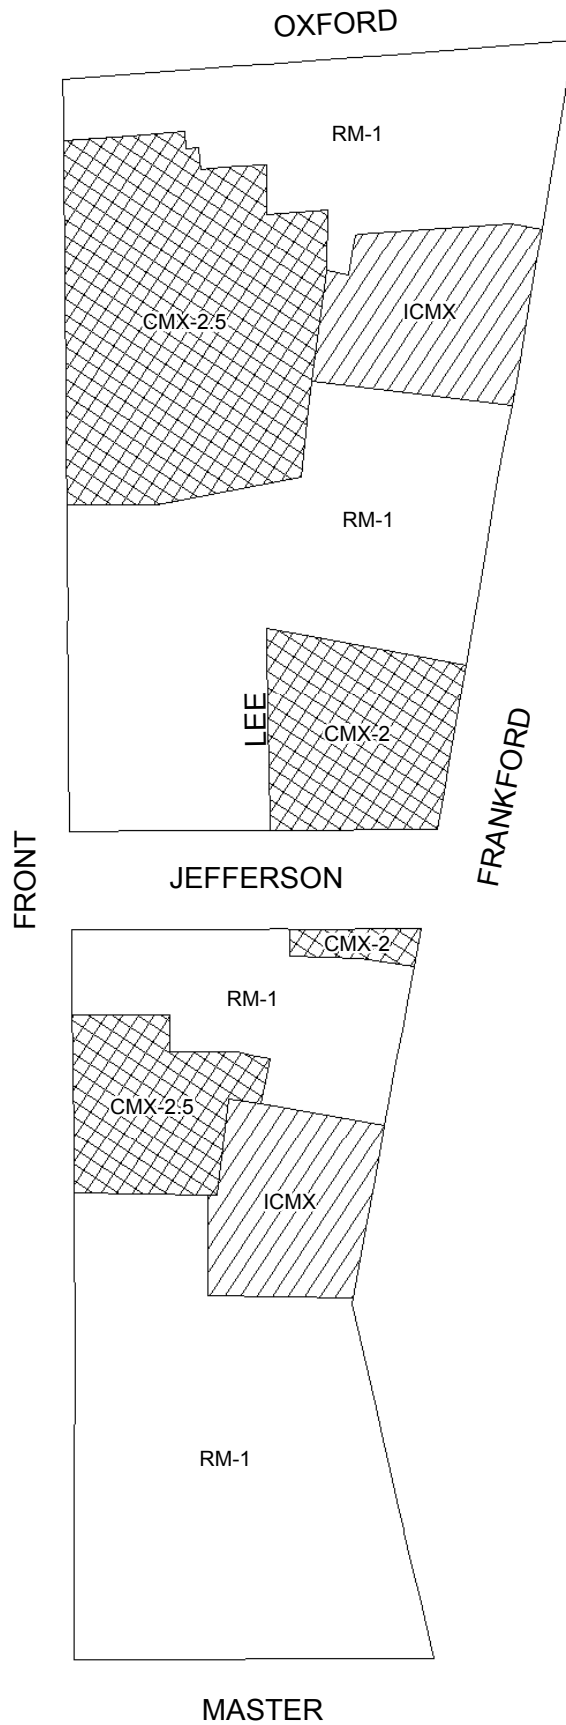 OXFORD
RM-1
CMX-2.5
ICMX
RM-1
LEE
CMX-2
FRANKFORD
FRONT
JEFFERSON
CMX-2
RM-1
CMX-2.5
ICMX
RM-1
MASTER